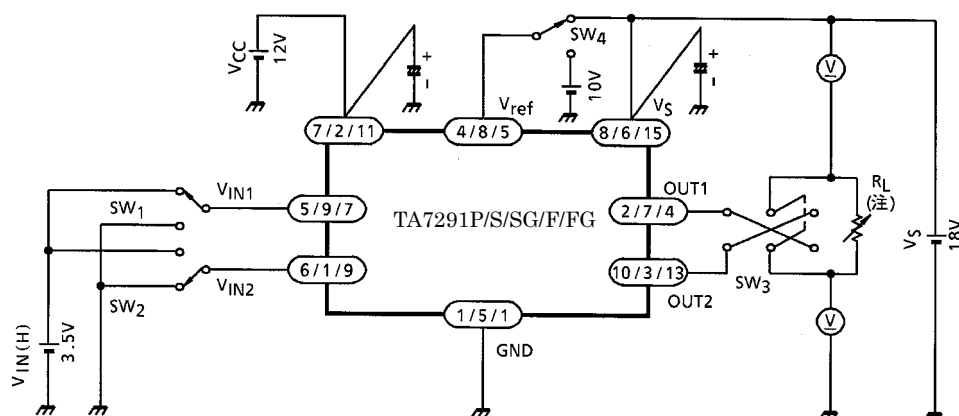 VCC
12V
+
-
Vref
SW4
10V
VS
+
-
V
7/2/11
4/8/5
8/6/15
SW1
VIN1
5/9/7
TA7291P/S/SG/F/FG
OUT1
2/7/4
RL
(注)
VS
18V
SW2
VIN2
6/1/9
10/3/13
OUT2
SW3
VIN(H)
3.5V
1/5/1
GND
V